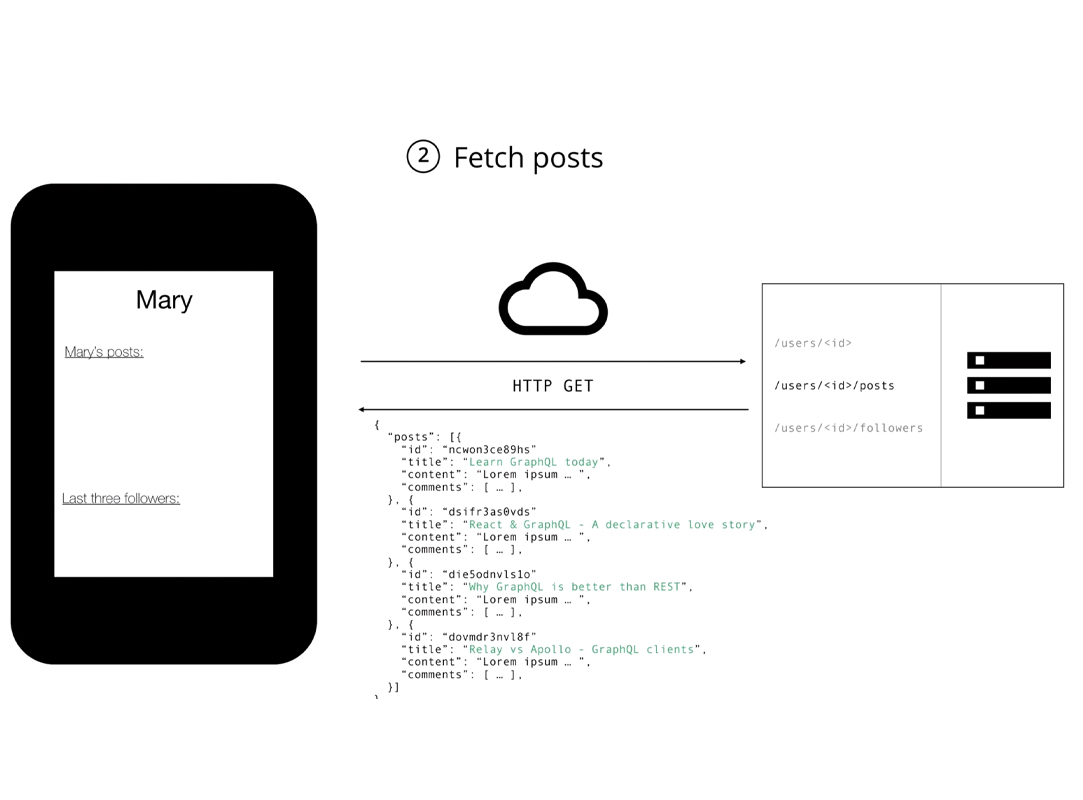 2 Fetch posts
Mary
Mary's posts:
Last three followers:
HTTP GET
{
"posts": [{
"id": "ncwon3ce89hs"
"title": "Learn GraphQL today",
"content": "Lorem ipsum … ",
"comments": [ … ],
}, {
"id": "dsifr3as0vds"
"title": "React & GraphQL - A declarative love story",
"content": "Lorem ipsum … ",
"comments": [ … ],
}, {
"id": "die5odnvls1o"
"title": "Why GraphQL is better than REST",
"content": "Lorem ipsum … ",
"comments": [ … ],
}, {
"id": "dovmdr3nvl8f"
"title": "Relay vs Apollo - GraphQL clients",
"content": "Lorem ipsum … ",
"comments": [ … ],
}]
}
/users/<id>
/users/<id>/posts
/users/<id>/followers